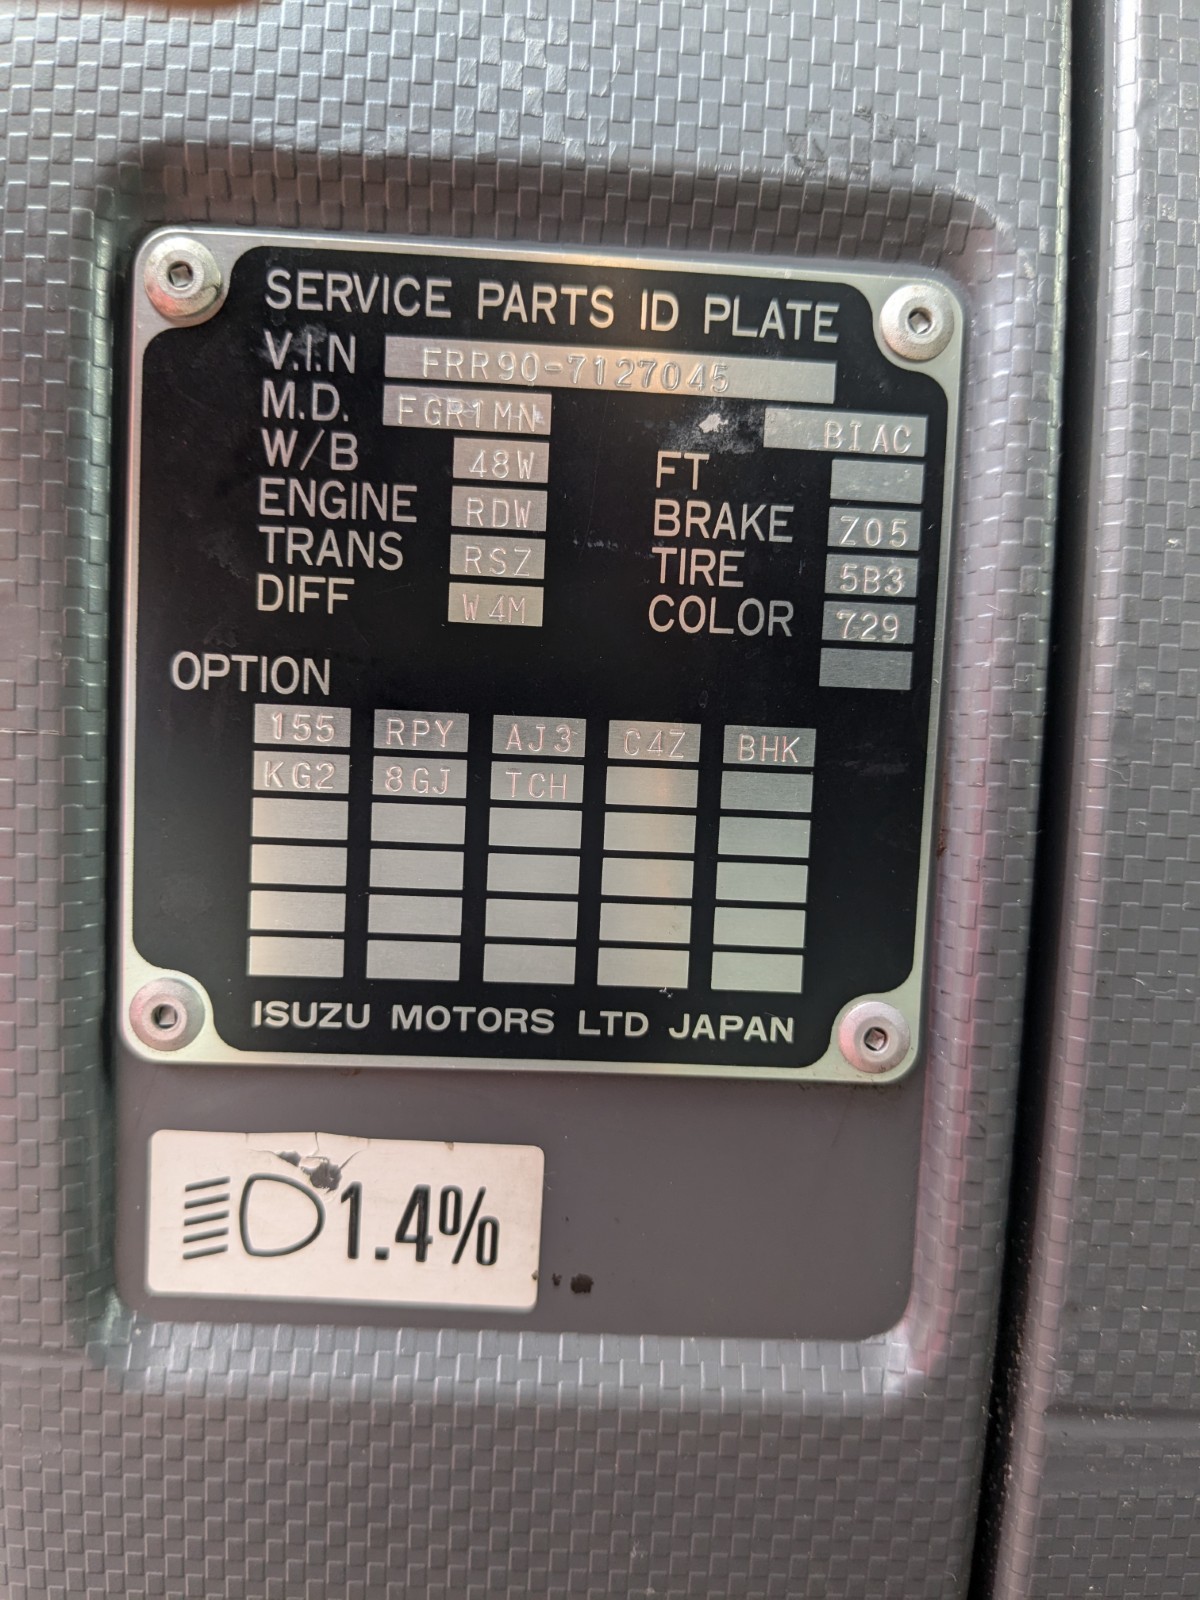 SERVICE PARTS ID PLATE
V.I.N FRR90-7127045
M.D. FGR1MN BIAC
W/B 48W FT
ENGINE RDW BRAKE Z05
TRANS RSZ TIRE 5B3
DIFF W4M COLOR 729
OPTION
155 RPY AJ3 C4Z BHK
KG2 8GJ TCH
ISUZU MOTORS LTD JAPAN
1.4%